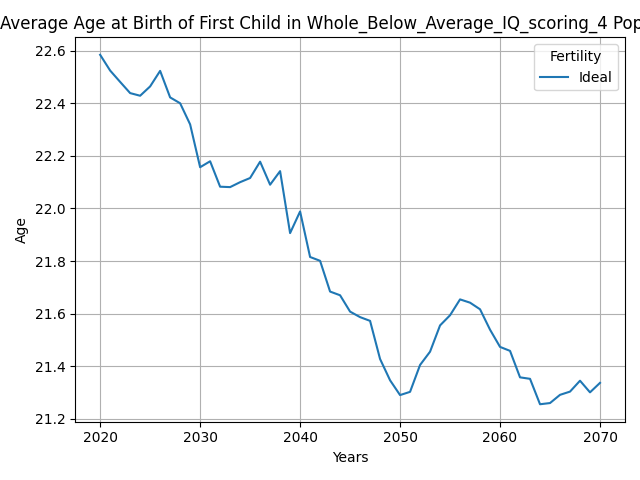 Average Age at Birth of First Child in Whole_Below_Average_IQ_scoring_4 Pop
Fertility
Ideal
22.6
22.4
22.2
22.0
21.8
21.6
21.4
21.2
Age
2020 2030 2040 2050 2060 2070
Years